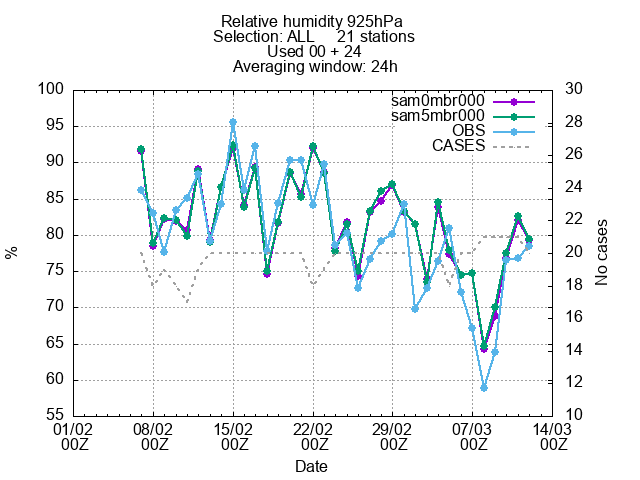 Relative humidity 925hPa
Selection: ALL 21 stations
Used 00 + 24
Averaging window: 24h
sam0mbr000
sam5mbr000
OBS
CASES
100
95
90
85
80
75
70
65
60
55
%
30
28
26
24
22
20
18
16
14
12
10
No cases
01/02 08/02 15/02 22/02 29/02 07/03 14/03
00Z 00Z 00Z 00Z 00Z 00Z 00Z
Date